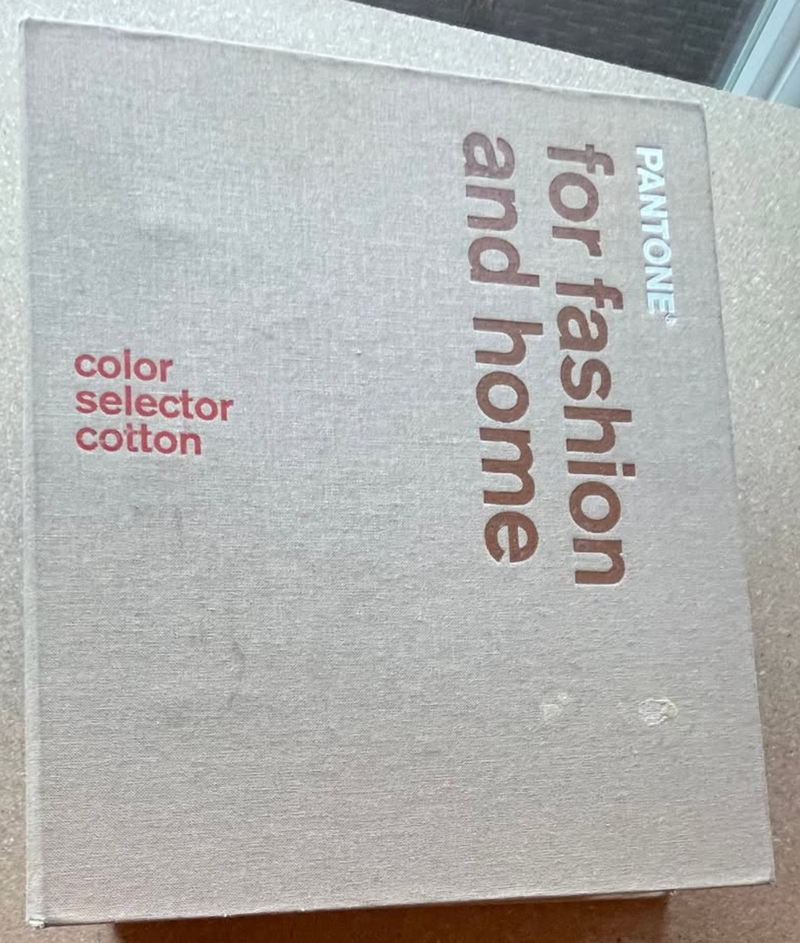 PANTONE®
for fashion
and home
color
selector
cotton